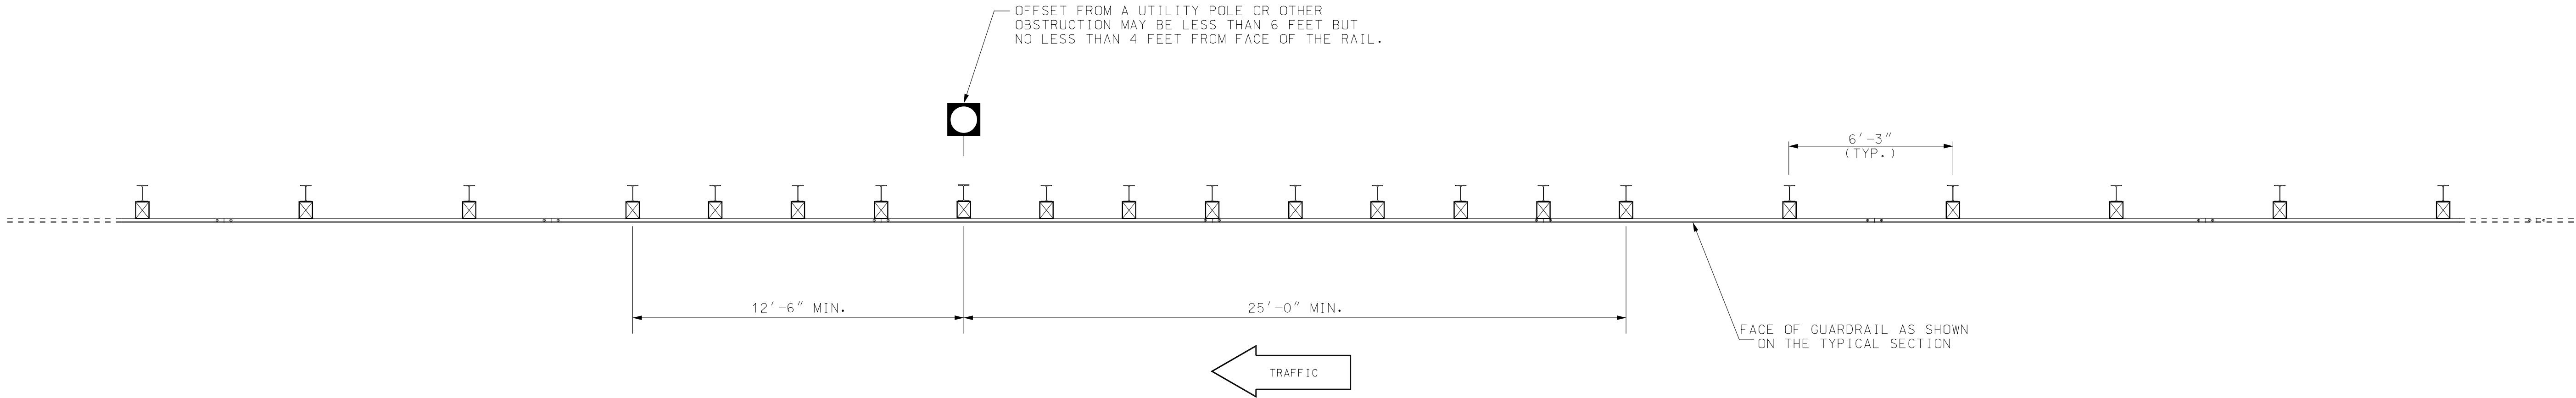 OFFSET FROM A UTILITY POLE OR OTHER
OBSTRUCTION MAY BE LESS THAN 6 FEET BUT
NO LESS THAN 4 FEET FROM FACE OF THE RAIL.
6'-3"
(TYP.)
12'-6" MIN.
25'-0" MIN.
FACE OF GUARDRAIL AS SHOWN
ON THE TYPICAL SECTION
TRAFFIC